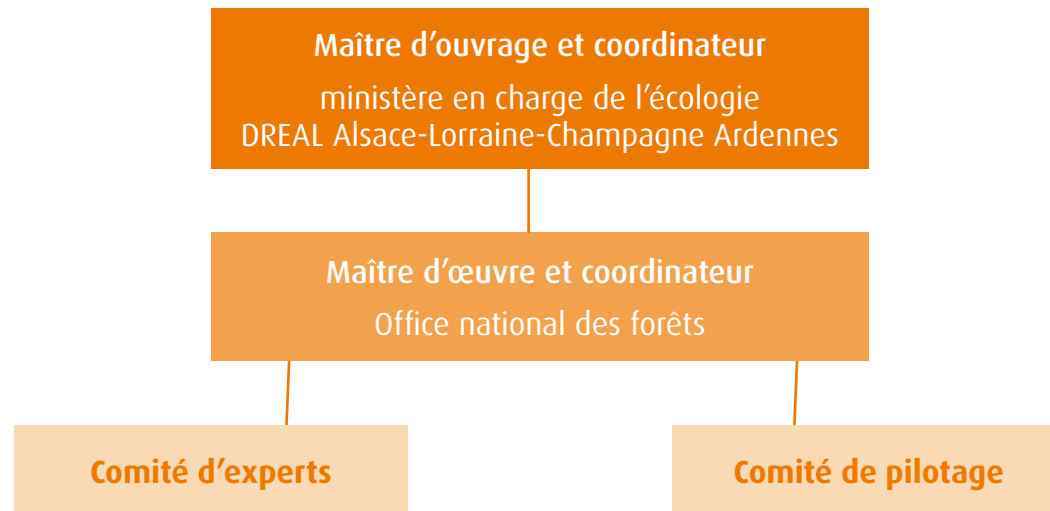 Maître d’ouvrage et coordinateur
ministère en charge de l’écologie
DREAL Alsace-Lorraine-Champagne Ardennes
Maître d’œuvre et coordinateur
Office national des forêts
Comité d’experts
Comité de pilotage